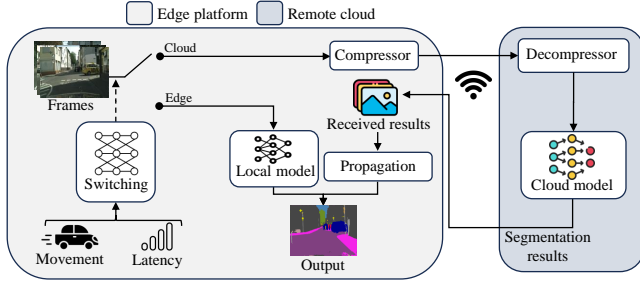 Edge platform
Remote cloud
Cloud
Compressor
Decompressor
Frames
Edge
Received results
Switching
Local model
Propagation
Cloud model
Movement
Latency
Output
Segmentation
results